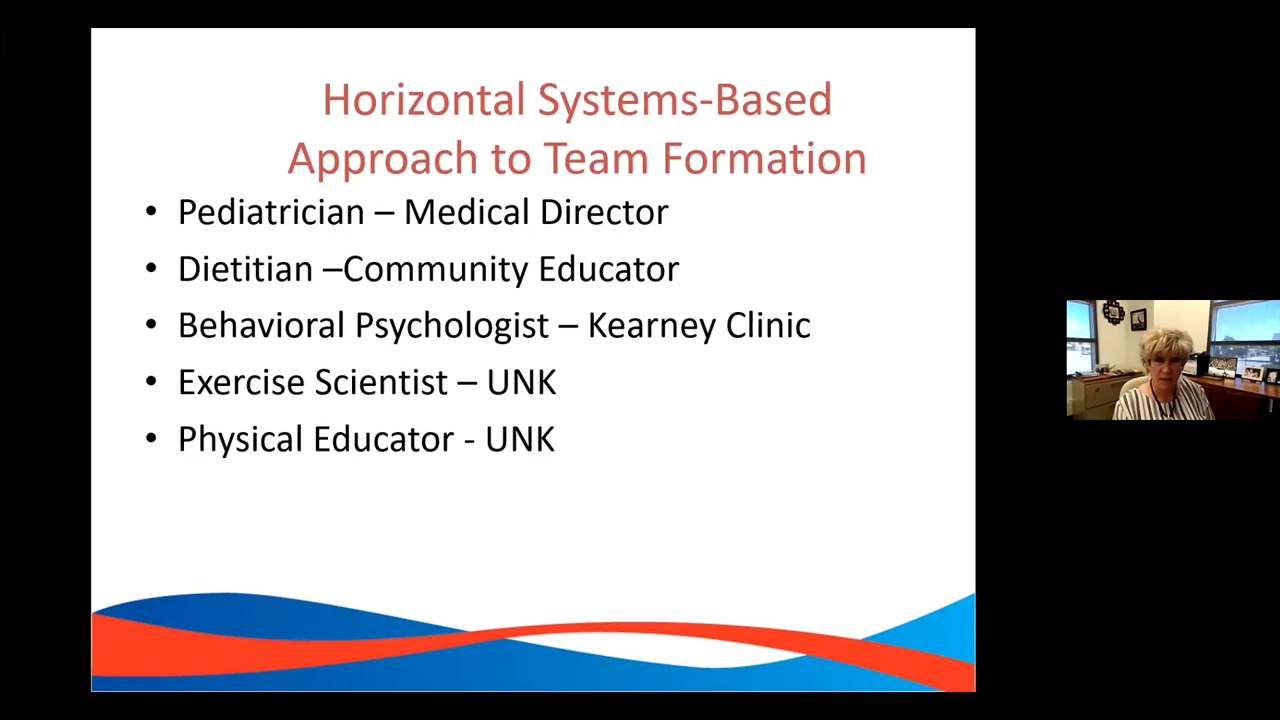 Horizontal Systems-Based
Approach to Team Formation
• Pediatrician – Medical Director
• Dietitian –Community Educator
• Behavioral Psychologist – Kearney Clinic
• Exercise Scientist – UNK
• Physical Educator - UNK